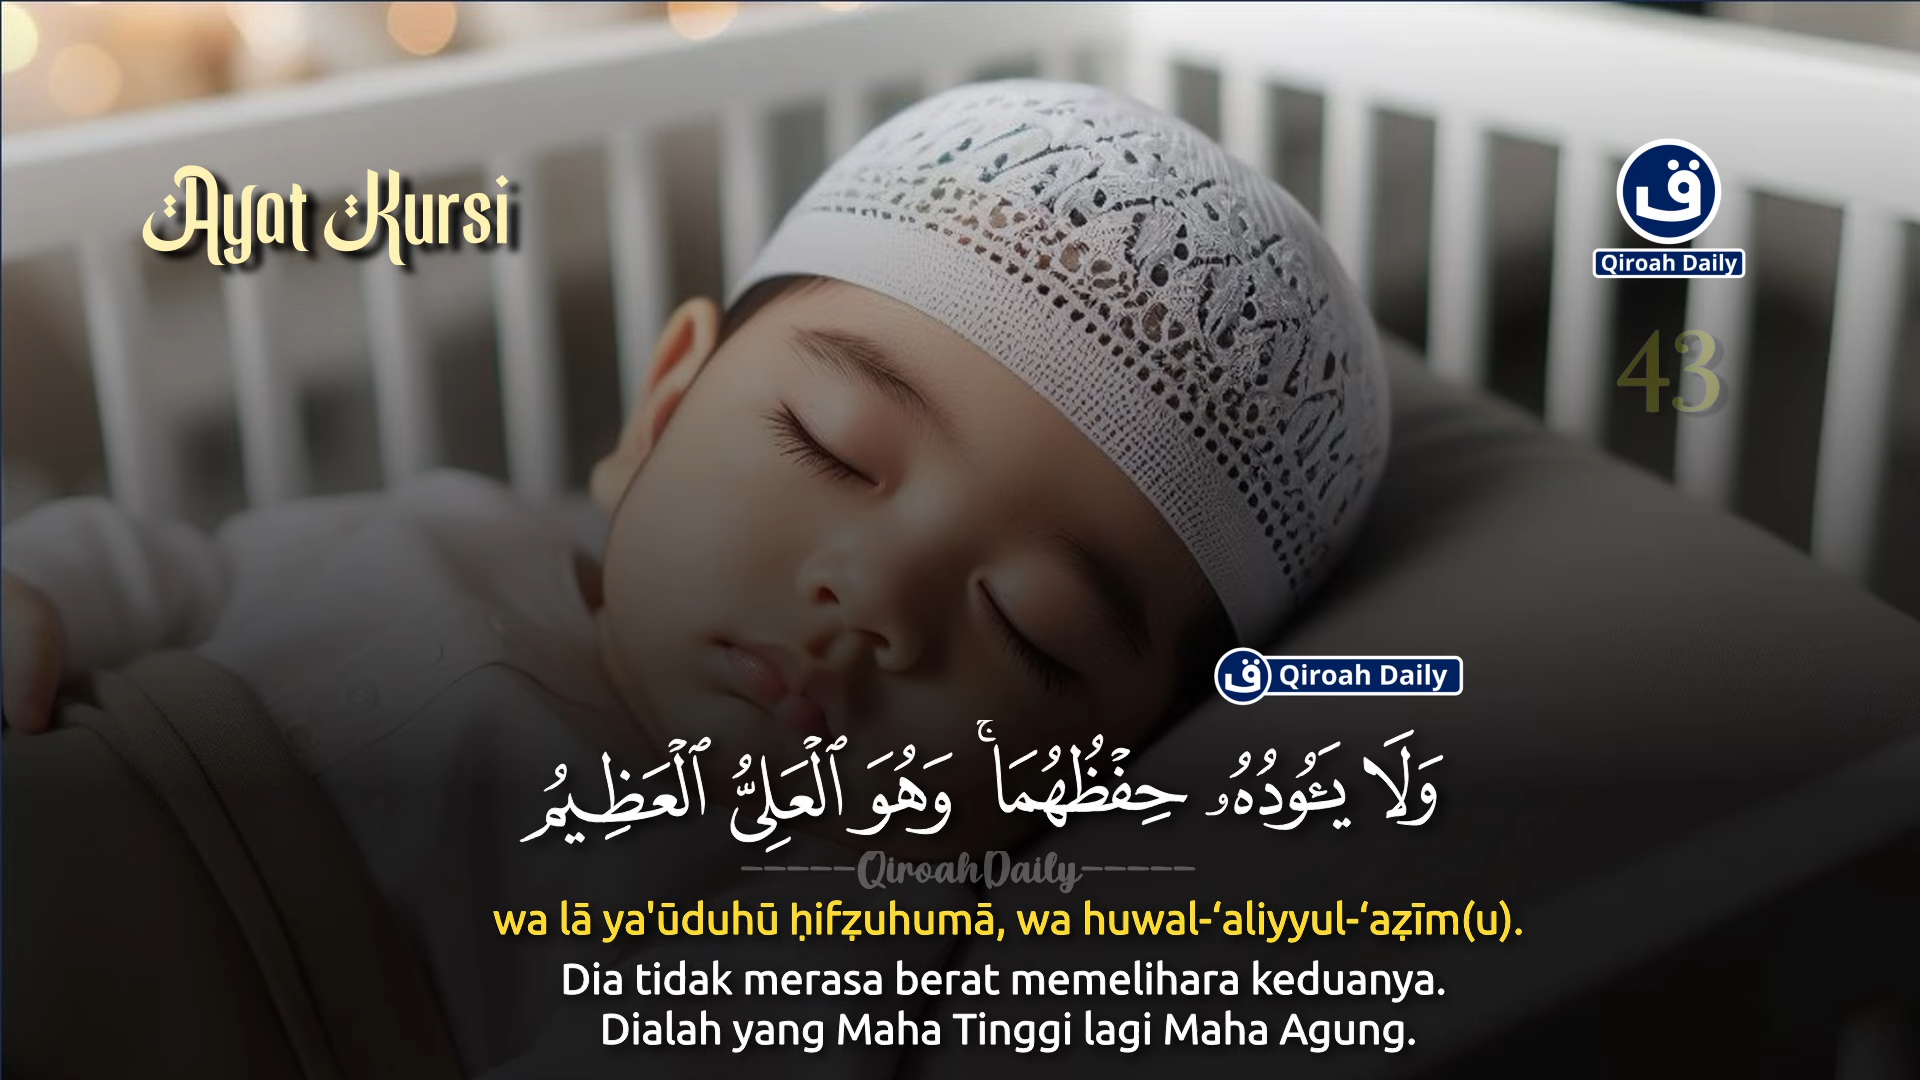 Ayat Kursi
ق
Qiroah Daily
43
ق Qiroah Daily
وَلَا يَـُٔودُهُۥ حِفْظُهُمَا ۚ وَهُوَ ٱلْعَلِىُّ ٱلْعَظِيمُ
-----QiroahDaily-----
wa lā ya'ūduhū ḥifẓuhumā, wa huwal-‘aliyyul-‘aẓīm(u).
Dia tidak merasa berat memelihara keduanya.
Dialah yang Maha Tinggi lagi Maha Agung.